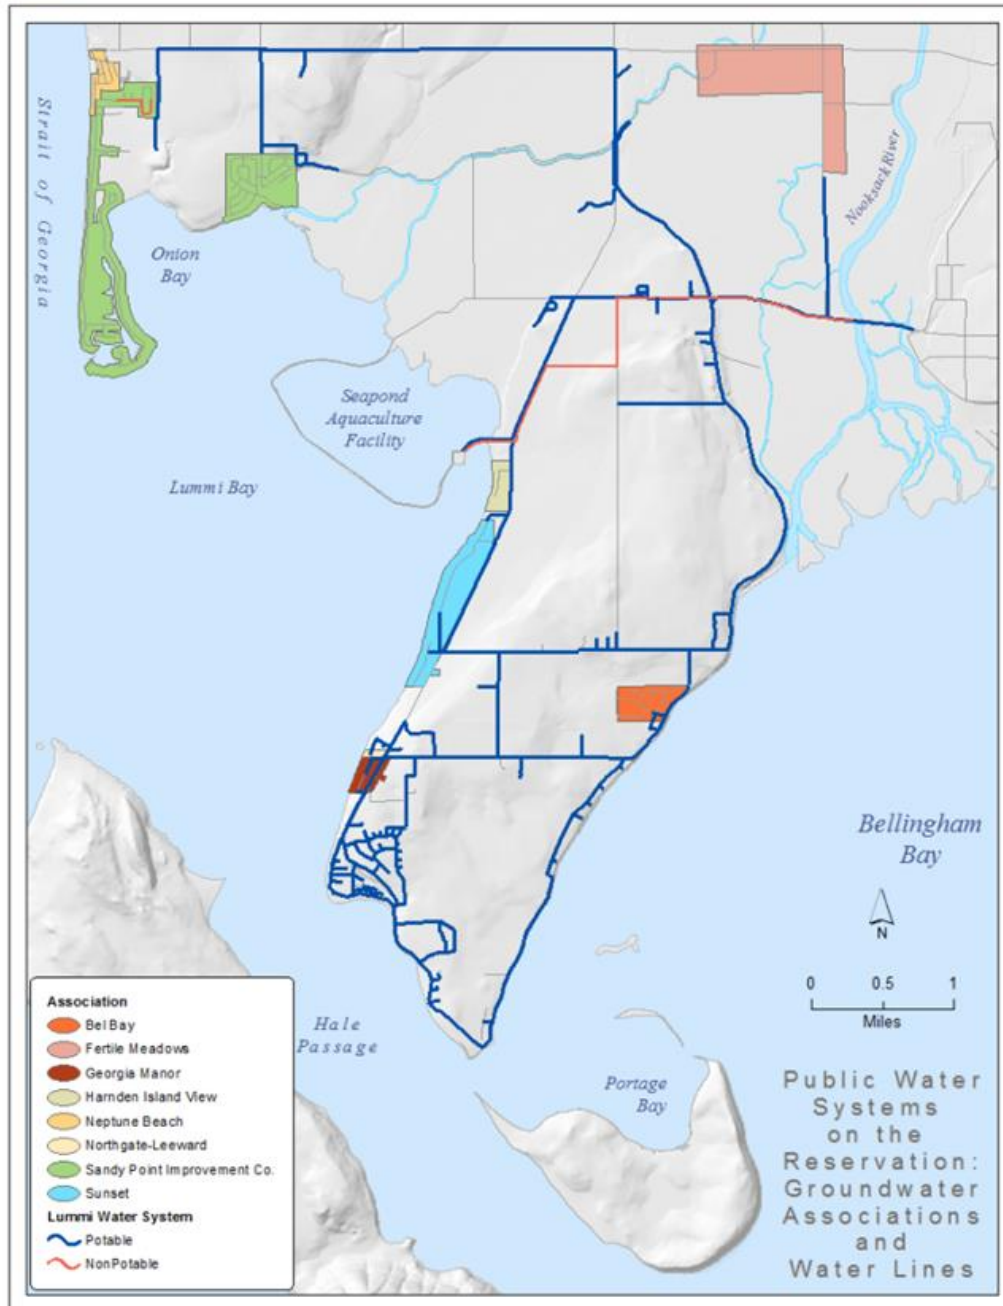 Strait of Georgia
Nooksack River
Onion
Bay
Seapond
Aquaculture
Facility
Lummi Bay
Bellingham
Bay
N
0 0.5 1
Miles
Hale
Passage
Portage
Bay
Association
Bel Bay
Fertile Meadows
Georgia Manor
Harnden Island View
Neptune Beach
Northgate-Leeward
Sandy Point Improvement Co.
Sunset
Lummi Water System
Potable
NonPotable
Public Water
Systems
on the
Reservation:
Groundwater
Associations
and
Water Lines